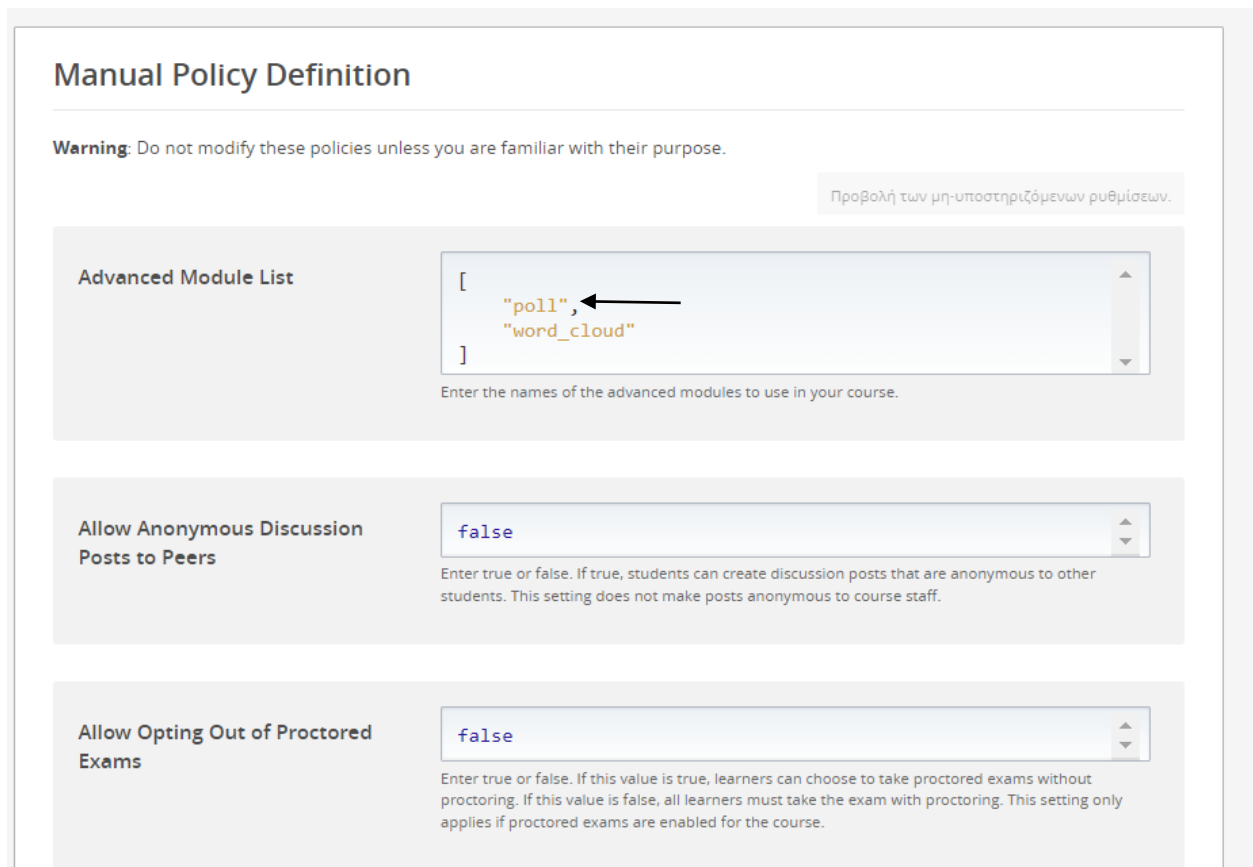 Manual Policy Definition
Warning: Do not modify these policies unless you are familiar with their purpose.
Προβολή των μη-υποστηριζόμενων ρυθμίσεων.
Advanced Module List
[
"poll",
"word_cloud"
]
Enter the names of the advanced modules to use in your course.
Allow Anonymous Discussion
Posts to Peers
false
Enter true or false. If true, students can create discussion posts that are anonymous to other
students. This setting does not make posts anonymous to course staff.
Allow Opting Out of Proctored
Exams
false
Enter true or false. If this value is true, learners can choose to take proctored exams without
proctoring. If this value is false, all learners must take the exam with proctoring. This setting only
applies if proctored exams are enabled for the course.